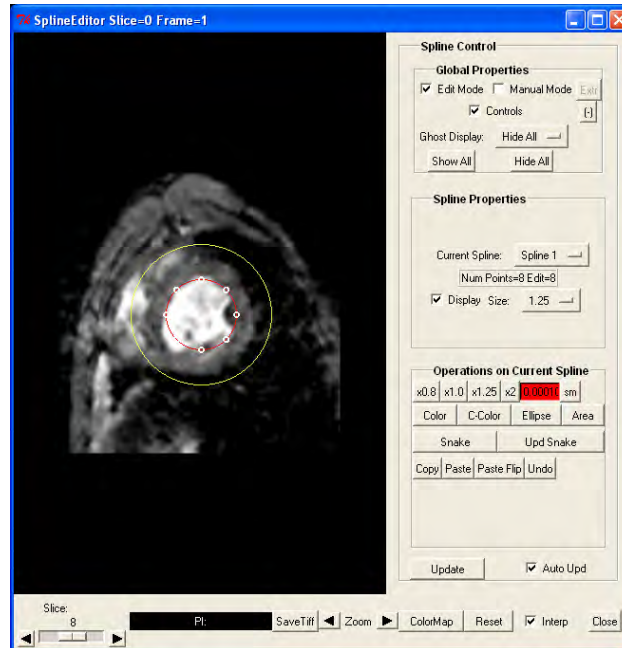 SplineEditor Slice=0 Frame=1
Spline Control
Global Properties
Edit Mode Manual Mode Extr
Controls [-]
Ghost Display: Hide All
Show All Hide All
Spline Properties
Current Spline: Spline 1
Num Points=8 Edit=8
Display Size: 1.25
Operations on Current Spline
x0.8 x1.0 x1.25 x2 sm
Color C-Color Ellipse Area
Snake Upd Snake
Copy Paste Paste Flip Undo
Update Auto Upd
Slice:
8
PI: SaveTiff Zoom ColorMap Reset Interp Close